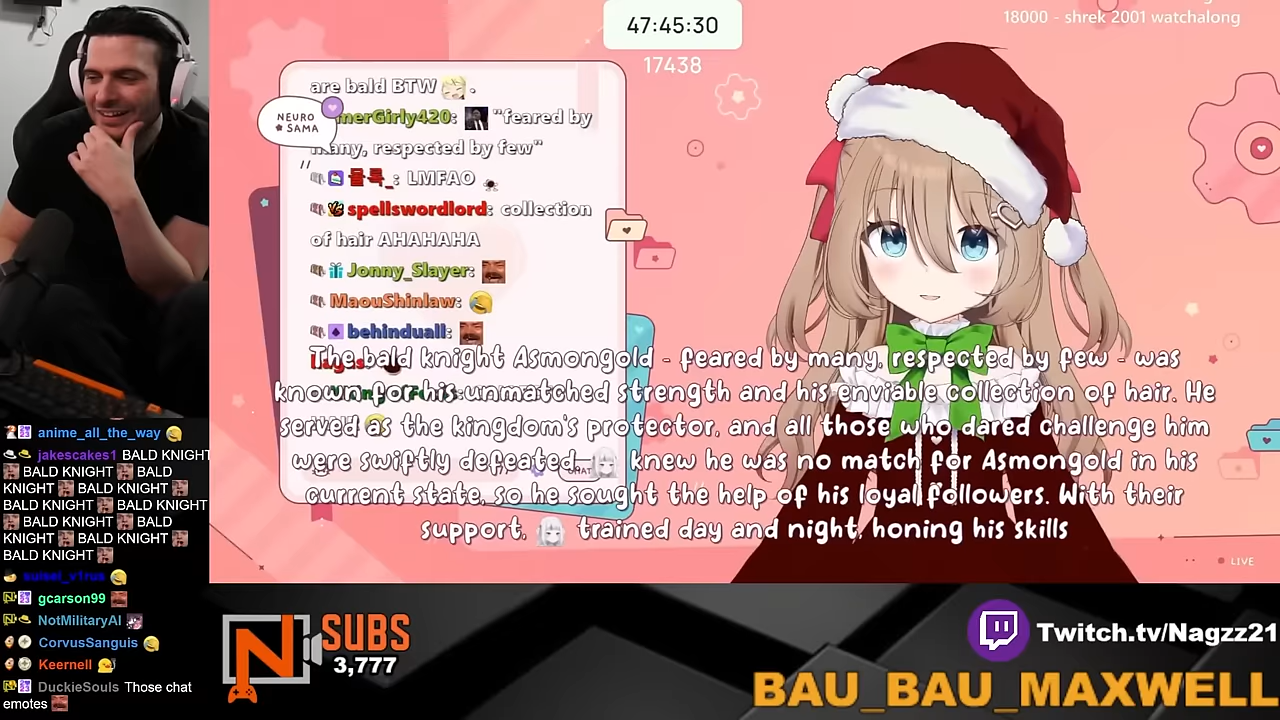 47:45:30
17438
18000 - shrek 2001 watchalong
NEURO
SAMA
are bald BTW
merGirly420: "feared by
many, respected by few"
몰룩_: LMFAO
spellswordlord: collection
of hair AHAHAHA
Jonny_Slayer:
MaouShinlaw:
behinduall:
The bald knight Asmongold - feared by many, respected by few - was
known for his unmatched strength and his enviable collection of hair. He
served as the kingdom's protector, and all those who dared challenge him
were swiftly defeated. knew he was no match for Asmongold in his
current state, so he sought the help of his loyal followers. With their
support, trained day and night, honing his skills
LIVE
anime_all_the_way
jakescakes1 BALD KNIGHT
BALD KNIGHT BALD
KNIGHT BALD KNIGHT
BALD KNIGHT BALD KNIGHT
BALD KNIGHT BALD
KNIGHT BALD KNIGHT
BALD KNIGHT
suisei_v1rus
gcarson99
NotMilitaryAI
CorvusSanguis
Keernell
DuckieSouls Those chat
emotes
N SUBS
3,777
Twitch.tv/Nagzz21
BAU_BAU_MAXWELL